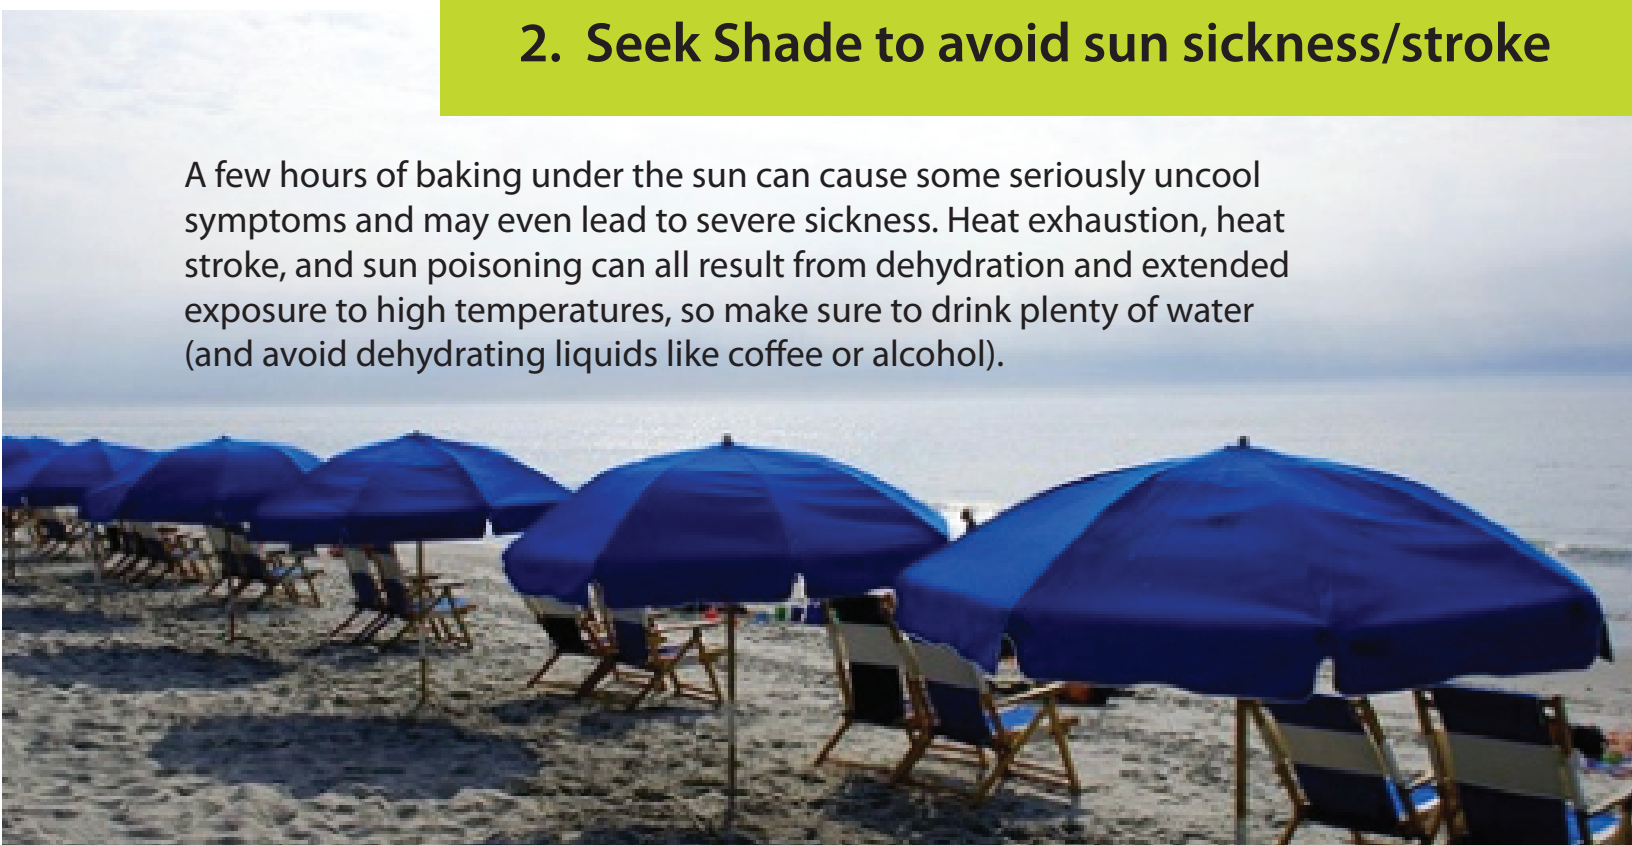 2. Seek Shade to avoid sun sickness/stroke
A few hours of baking under the sun can cause some seriously uncool
symptoms and may even lead to severe sickness. Heat exhaustion, heat
stroke, and sun poisoning can all result from dehydration and extended
exposure to high temperatures, so make sure to drink plenty of water
(and avoid dehydrating liquids like coffee or alcohol).